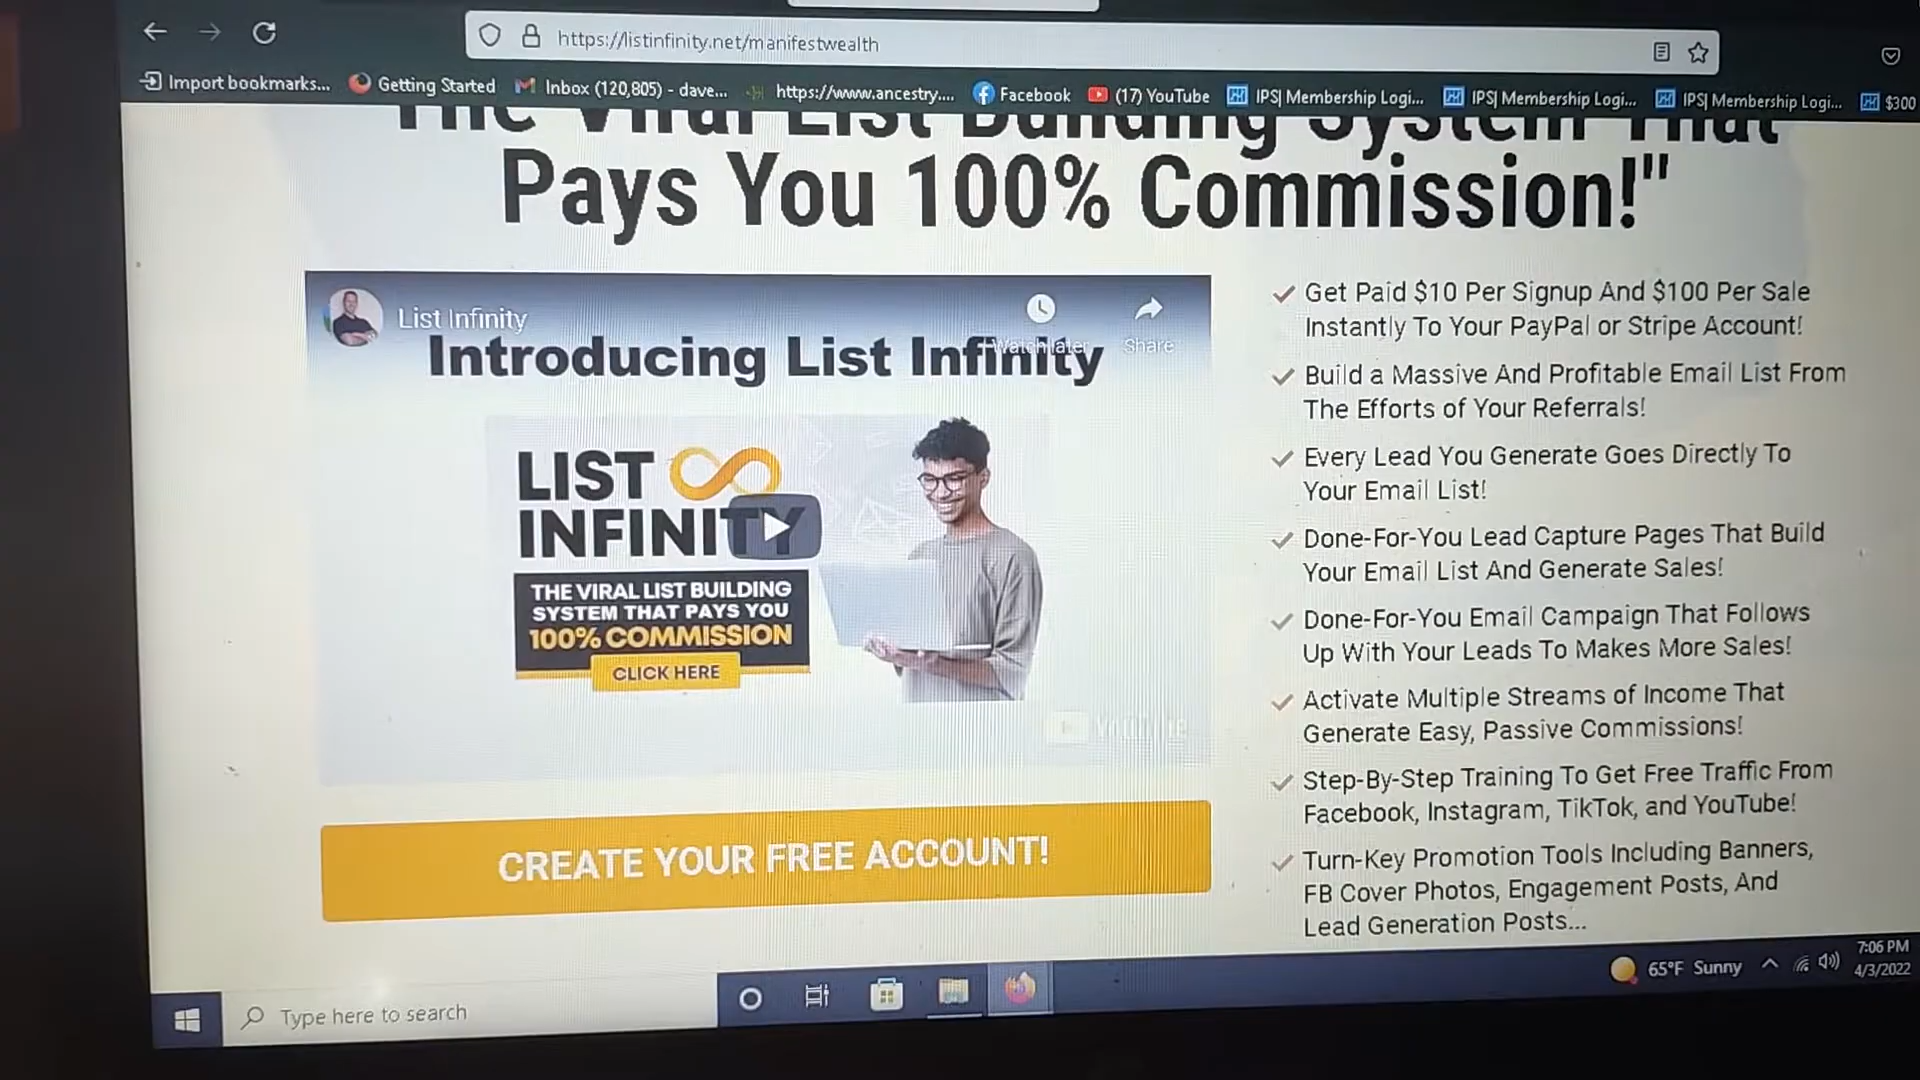 https://listinfinity.net/manifestwealth
Import bookmarks...
Getting Started
Inbox (120,805) - dave...
https://www.ancestry....
Facebook
(17) YouTube
IPS| Membership Logi...
IPS| Membership Logi...
IPS| Membership Logi...
$300
"The Viral List Building System That
Pays You 100% Commission!"
List Infinity
Watch later
Share
Introducing List Infinity
LIST
INFINITY
THE VIRAL LIST BUILDING
SYSTEM THAT PAYS YOU
100% COMMISSION
CLICK HERE
YouTube
CREATE YOUR FREE ACCOUNT!
Get Paid $10 Per Signup And $100 Per Sale
Instantly To Your PayPal or Stripe Account!
Build a Massive And Profitable Email List From
The Efforts of Your Referrals!
Every Lead You Generate Goes Directly To
Your Email List!
Done-For-You Lead Capture Pages That Build
Your Email List And Generate Sales!
Done-For-You Email Campaign That Follows
Up With Your Leads To Makes More Sales!
Activate Multiple Streams of Income That
Generate Easy, Passive Commissions!
Step-By-Step Training To Get Free Traffic From
Facebook, Instagram, TikTok, and YouTube!
Turn-Key Promotion Tools Including Banners,
FB Cover Photos, Engagement Posts, And
Lead Generation Posts...
Type here to search
65°F Sunny
7:06 PM
4/3/2022